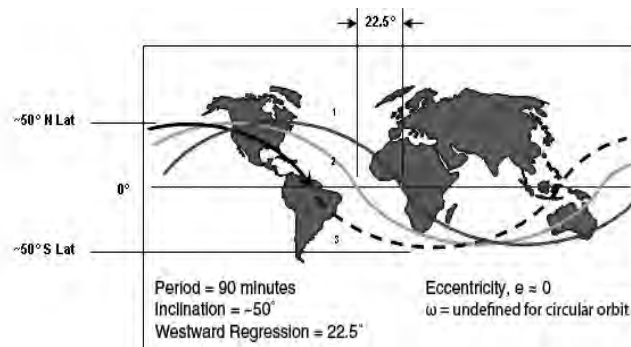 22.5°
~50° N Lat
1
2
0°
3
~50° S Lat
Period = 90 minutes
Inclination = ~50°
Westward Regression = 22.5°
Eccentricity, e ≈ 0
ω = undefined for circular orbit